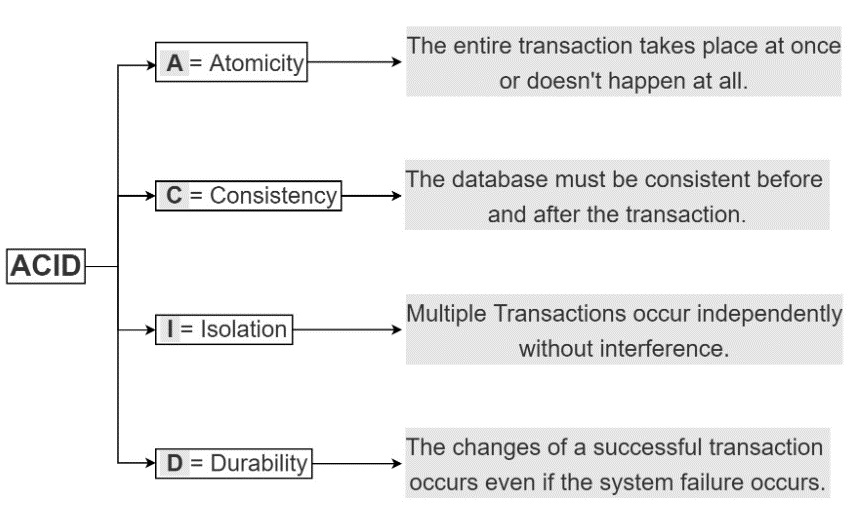 ACID
A = Atomicity
The entire transaction takes place at once
or doesn't happen at all.
C = Consistency
The database must be consistent before
and after the transaction.
I = Isolation
Multiple Transactions occur independently
without interference.
D = Durability
The changes of a successful transaction
occurs even if the system failure occurs.